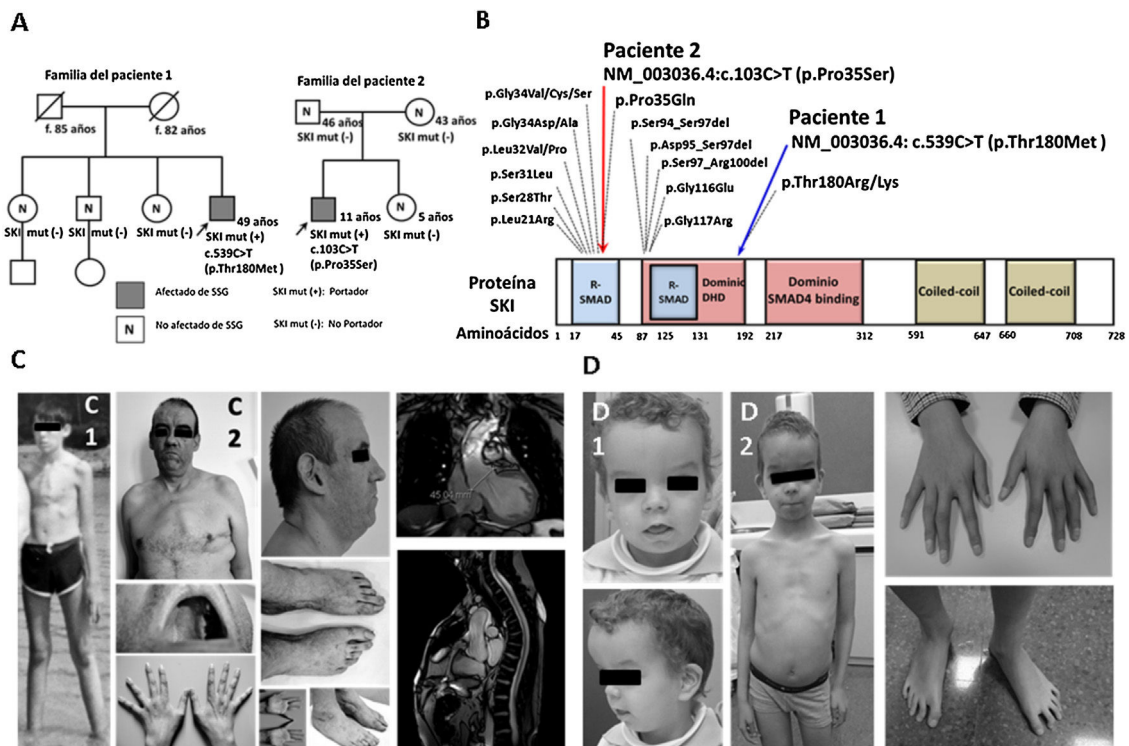 A
Familia del paciente 1
f. 85 años
f. 82 años
N
SKI mut (-)
N
SKI mut (-)
N
SKI mut (-)
49 años
SKI mut (+)
c.539C>T
(p.Thr180Met)
Familia del paciente 2
N
46 años
SKI mut (-)
N
43 años
SKI mut (-)
11 años
SKI mut (+)
c.103C>T
(p.Pro35Ser)
N
5 años
SKI mut (-)
Afectado de SSG
SKI mut (+): Portador
N
No afectado de SSG
SKI mut (-): No Portador
B
Paciente 2
NM_003036.4:c.103C>T (p.Pro35Ser)
Paciente 1
NM_003036.4: c.539C>T (p.Thr180Met )
p.Gly34Val/Cys/Ser
p.Gly34Asp/Ala
p.Leu32Val/Pro
p.Ser31Leu
p.Ser28Thr
p.Leu21Arg
p.Pro35Gln
p.Ser94_Ser97del
p.Asp95_Ser97del
p.Ser97_Arg100del
p.Gly116Glu
p.Gly117Arg
p.Thr180Arg/Lys
Proteína
SKI
R-
SMAD
R-
SMAD
Dominio
DHD
Dominio
SMAD4 binding
Coiled-coil
Coiled-coil
Aminoácidos
1 17 45 87 125 131 192 217 312 591 647 660 708 728
C
C
1
C
2
45.04 mm
D
D
1
D
2